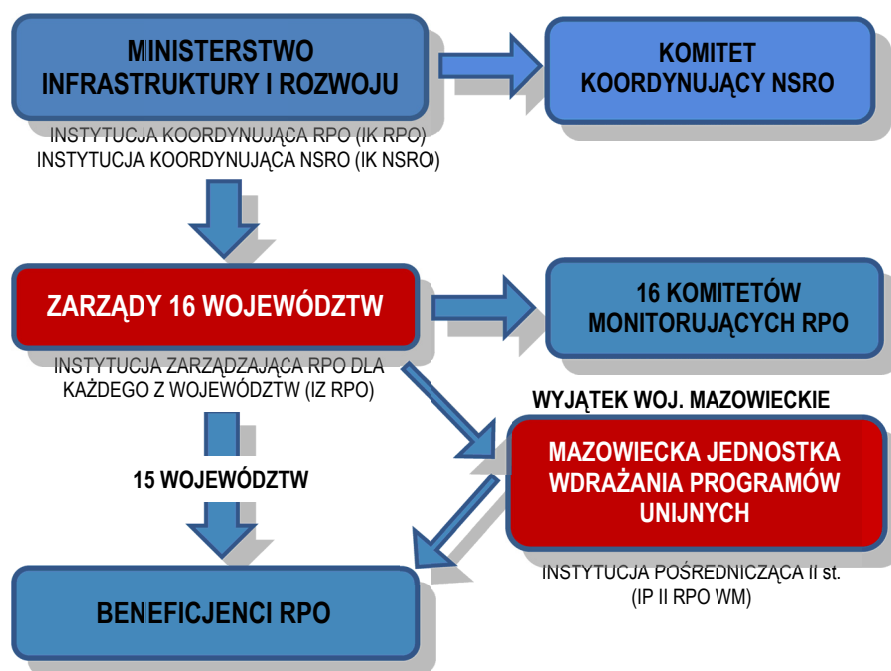 MINISTERSTWO
INFRASTRUKTURY I ROZWOJU
KOMITET
KOORDYNUJĄCY NSRO
INSTYTUCJA KOORDYNUJĄCA RPO (IK RPO)
INSTYTUCJA KOORDYNUJĄCA NSRO (IK NSRO)
ZARZĄDY 16 WOJEWÓDZTW
16 KOMITETÓW
MONITORUJĄCYCH RPO
INSTYTUCJA ZARZĄDZAJĄCA RPO DLA
KAŻDEGO Z WOJEWÓDZTW (IZ RPO)
WYJĄTEK WOJ. MAZOWIECKIE
MAZOWIECKA JEDNOSTKA
WDRAŻANIA PROGRAMÓW
UNIJNYCH
15 WOJEWÓDZTW
INSTYTUCJA POŚREDNICZĄCA II st.
(IP II RPO WM)
BENEFICJENCI RPO